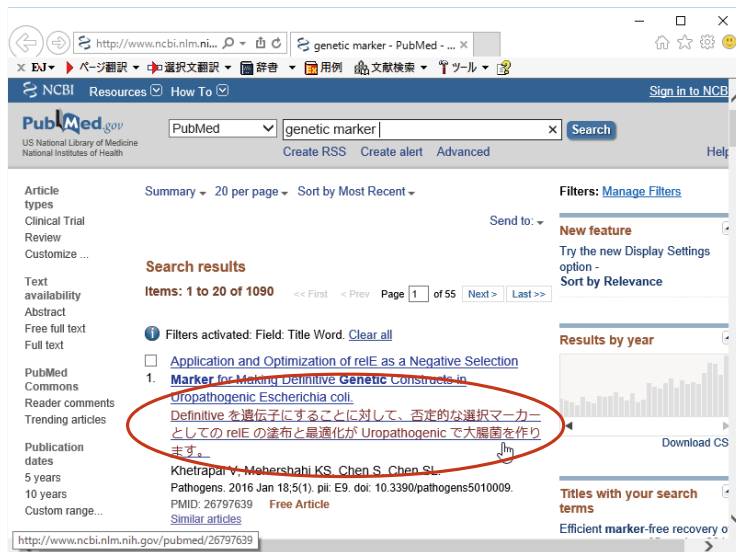 http://www.ncbi.nlm.ni...
genetic marker - PubMed - ...
EJ
ページ翻訳
選択文翻訳
辞書
用例
文献検索
ツール
NCBI Resources How To Sign in to NCB
PubMed.gov
US National Library of Medicine
National Institutes of Health
PubMed
genetic marker
Search
Create RSS Create alert Advanced Help
Article
types
Clinical Trial
Review
Customize ...
Text
availability
Abstract
Free full text
Full text
PubMed
Commons
Reader comments
Trending articles
Publication
dates
5 years
10 years
Custom range...
Summary 20 per page Sort by Most Recent
Send to:
Search results
Items: 1 to 20 of 1090 << First < Prev Page 1 of 55 Next > Last >>
Filters activated: Field: Title Word. Clear all
1.
Application and Optimization of relE as a Negative Selection
Marker for Making Definitive Genetic Constructs in
Uropathogenic Escherichia coli.
Definitive を遺伝子にすることに対して、否定的な選択マーカー
としての relE の塗布と最適化が Uropathogenic で大腸菌を作り
ます。
Khetrapal V, Mehershahi KS, Chen S, Chen SL.
Pathogens. 2016 Jan 18;5(1). pii: E9. doi: 10.3390/pathogens5010009.
PMID: 26797639 Free Article
Similar articles
Filters: Manage Filters
New feature
Try the new Display Settings
option -
Sort by Relevance
Results by year
Download CS
Titles with your search
terms
Efficient marker-free recovery o
http://www.ncbi.nlm.nih.gov/pubmed/26797639